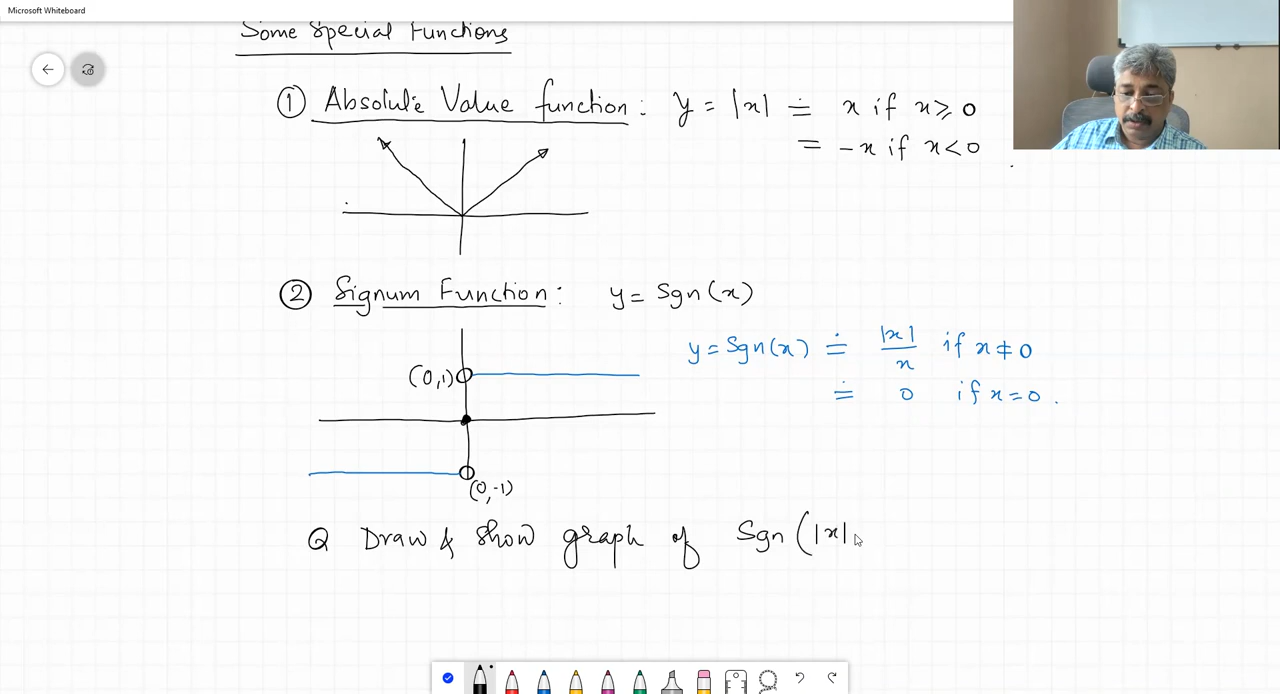 Microsoft Whiteboard
Some Special Functions
① Absolute Value function : y = |x| ≐ x if x ≥ 0
= -x if x < 0
② Signum Function : y = Sgn(x)
y = Sgn(x) ≐ |x|/x if x ≠ 0
≐ 0 if x = 0.
(0,1)
(0,-1)
Q Draw & show graph of Sgn (|x|